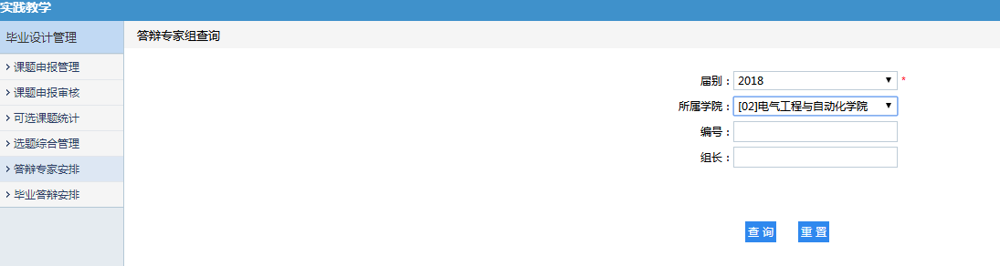 实践教学
毕业设计管理
课题申报管理
课题申报审核
可选课题统计
选题综合管理
答辩专家安排
毕业答辩安排
答辩专家组查询
届别：2018 *
所属学院：[02]电气工程与自动化学院
编号：
组长：
查 询 重 置